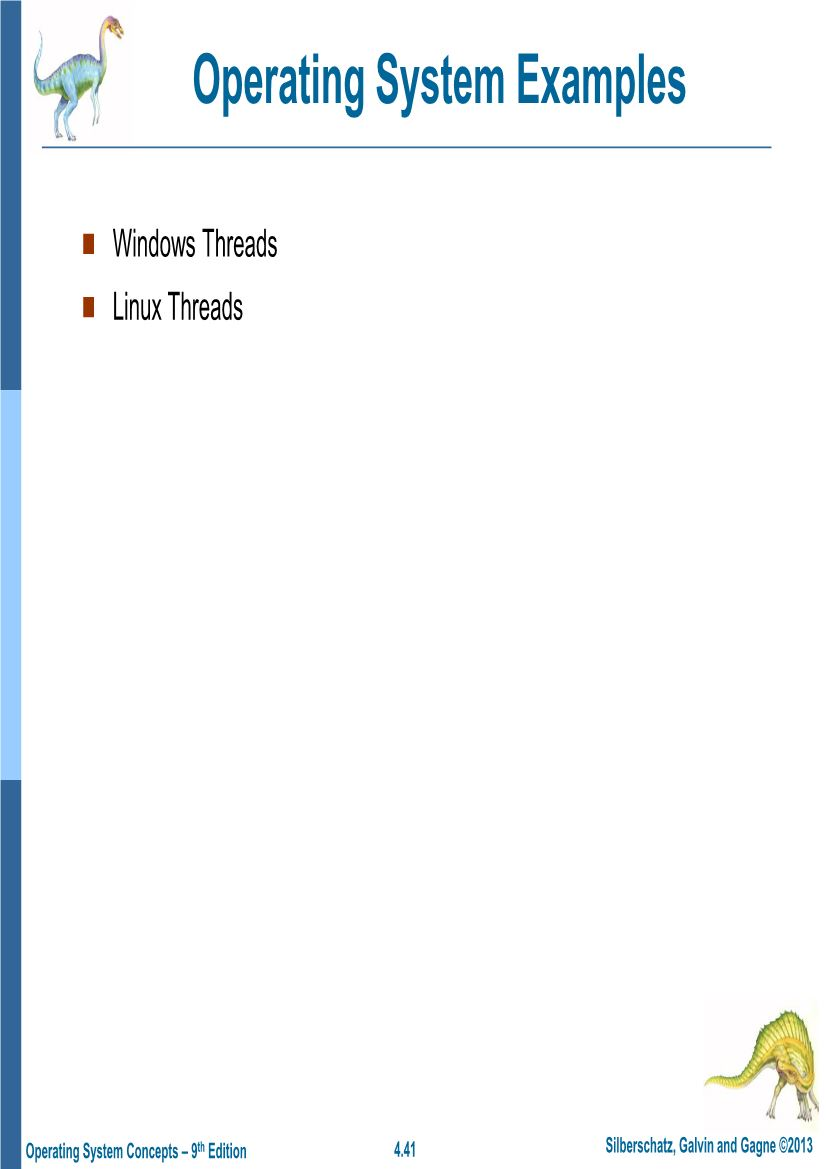 Operating System Examples
Windows Threads
Linux Threads
Operating System Concepts – 9th Edition
4.41
Silberschatz, Galvin and Gagne ©2013